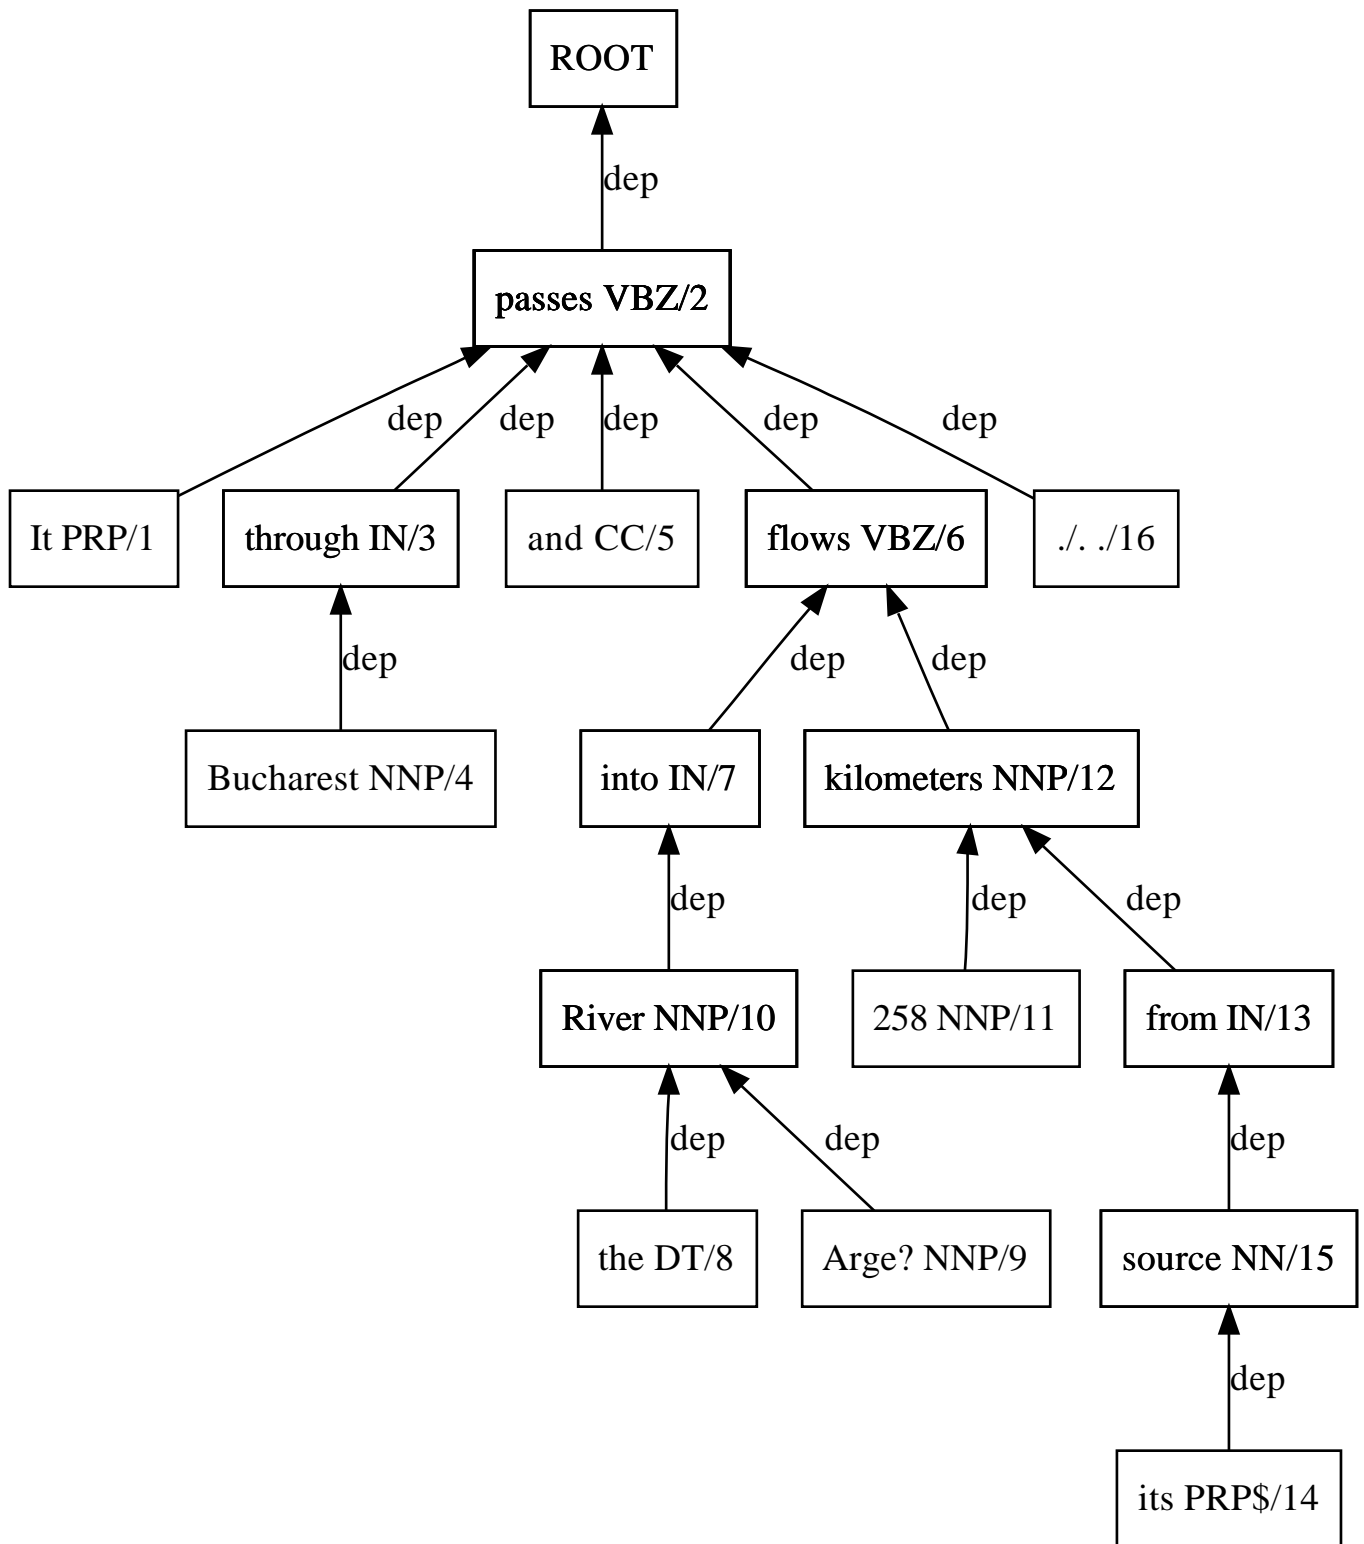 ROOT
dep
passes VBZ/2
dep dep dep dep dep
It PRP/1 through IN/3 and CC/5 flows VBZ/6 ./. ./16
dep dep dep
Bucharest NNP/4 into IN/7 kilometers NNP/12
dep dep dep
River NNP/10 258 NNP/11 from IN/13
dep dep dep
the DT/8 Arge? NNP/9 source NN/15
dep
its PRP$/14